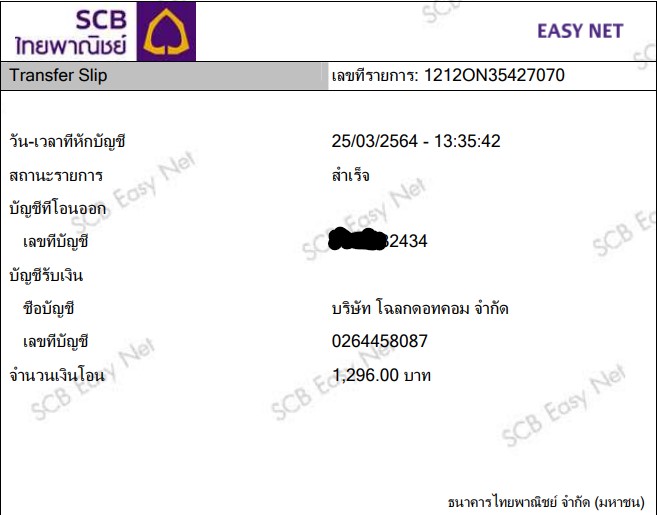 SCB
ไทยพาณิชย์
EASY NET
Transfer Slip เลขที่รายการ: 1212ON35427070
วัน-เวลาที่หักบัญชี 25/03/2564 - 13:35:42
สถานะรายการ สำเร็จ
บัญชีที่โอนออก
เลขที่บัญชี 2434
บัญชีรับเงิน
ชื่อบัญชี บริษัท โฉลกดอทคอม จำกัด
เลขที่บัญชี 0264458087
จำนวนเงินโอน 1,296.00 บาท
SCB Easy Net
SCB Easy Net
SCB Easy Net
SCB Easy Net
SCB Easy Net
ธนาคารไทยพาณิชย์ จำกัด (มหาชน)